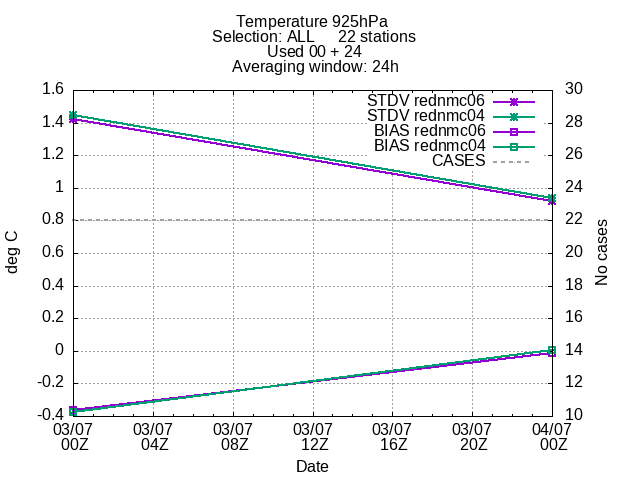 Temperature 925hPa
Selection: ALL 22 stations
Used 00 + 24
Averaging window: 24h
1.6
1.4
1.2
1
0.8
0.6
0.4
0.2
0
-0.2
-0.4
30
28
26
24
22
20
18
16
14
12
10
deg C
No cases
STDV rednmc06
STDV rednmc04
BIAS rednmc06
BIAS rednmc04
CASES
03/07 03/07 03/07 03/07 03/07 03/07 04/07
00Z 04Z 08Z 12Z 16Z 20Z 00Z
Date